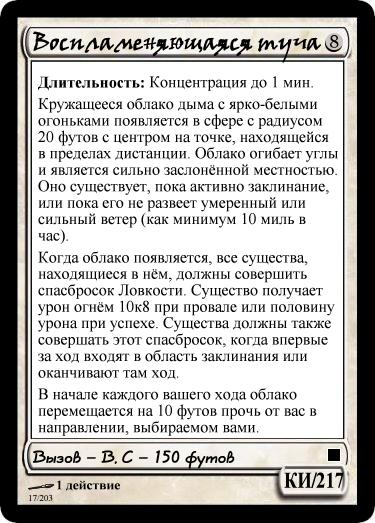 Воспламеняющаяся туча 8
Длительность: Концентрация до 1 мин.
Кружащееся облако дыма с ярко-белыми
огоньками появляется в сфере с радиусом
20 футов с центром на точке, находящейся
в пределах дистанции. Облако огибает углы
и является сильно заслонённой местностью.
Оно существует, пока активно заклинание,
или пока его не развеет умеренный или
сильный ветер (как минимум 10 миль в
час).
Когда облако появляется, все существа,
находящиеся в нём, должны совершить
спасбросок Ловкости. Существо получает
урон огнём 10к8 при провале или половину
урона при успехе. Существа должны также
совершать этот спасбросок, когда впервые
за ход входят в область заклинания или
оканчивают там ход.
В начале каждого вашего хода облако
перемещается на 10 футов прочь от вас в
направлении, выбираемом вами.
Вызов – В, С – 150 футов
1 действие
КИ/217
17/203